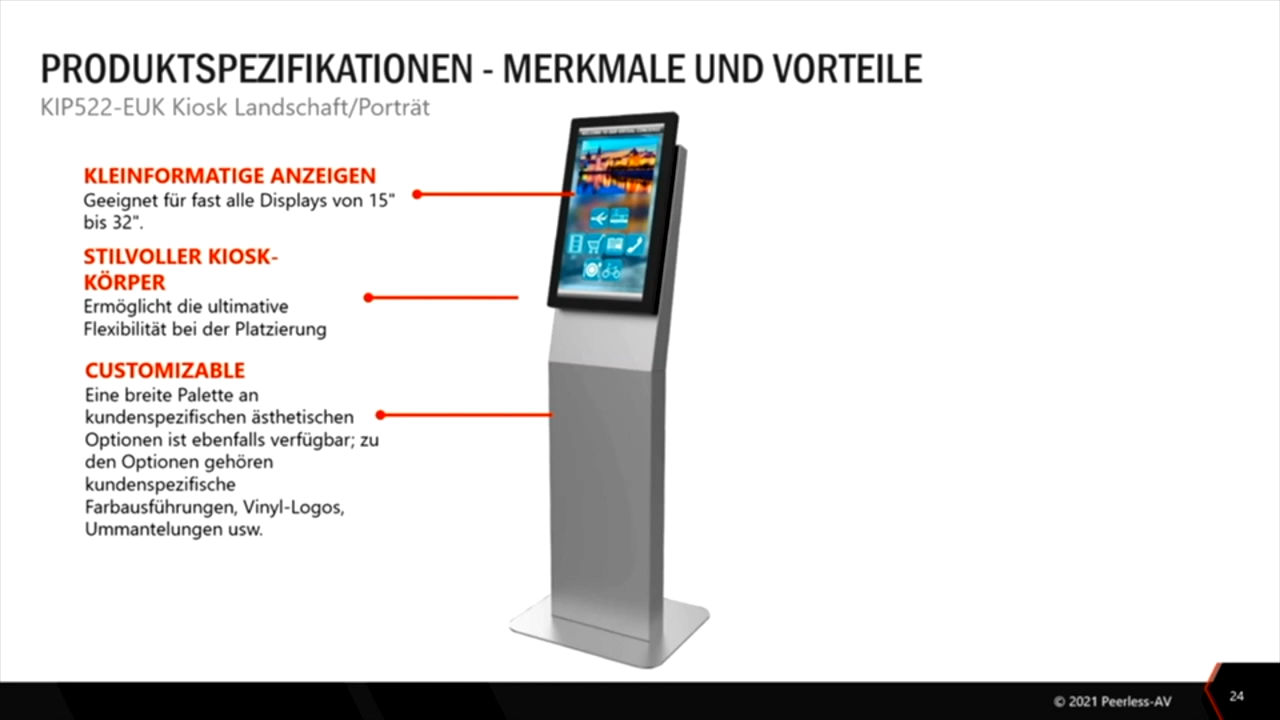 PRODUKTSPEZIFIKATIONEN - MERKMALE UND VORTEILE
KIP522-EUK Kiosk Landschaft/Porträt
KLEINFORMATIGE ANZEIGEN
Geeignet für fast alle Displays von 15"
bis 32".
STILVOLLER KIOSK-
KÖRPER
Ermöglicht die ultimative
Flexibilität bei der Platzierung
CUSTOMIZABLE
Eine breite Palette an
kundenspezifischen ästhetischen
Optionen ist ebenfalls verfügbar; zu
den Optionen gehören
kundenspezifische
Farbausführungen, Vinyl-Logos,
Ummantelungen usw.
© 2021 Peerless-AV
24